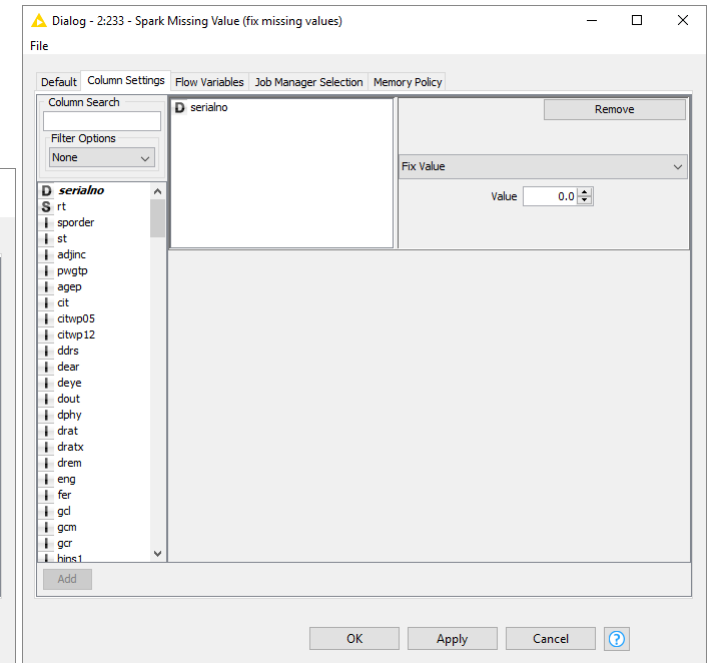 Dialog - 2:233 - Spark Missing Value (fix missing values)
File
Default Column Settings Flow Variables Job Manager Selection Memory Policy
Column Search
Filter Options
None
D serialno
S rt
I sporder
I st
I adjinc
I pwgtp
I agep
I cit
I citwp05
I citwp12
I ddrs
I dear
I deye
I dout
I dphy
I drat
I dratx
I drem
I eng
I fer
I gcl
I gcm
I gcr
I hins1
Add
D serialno
Remove
Fix Value
Value 0.0
OK Apply Cancel ?